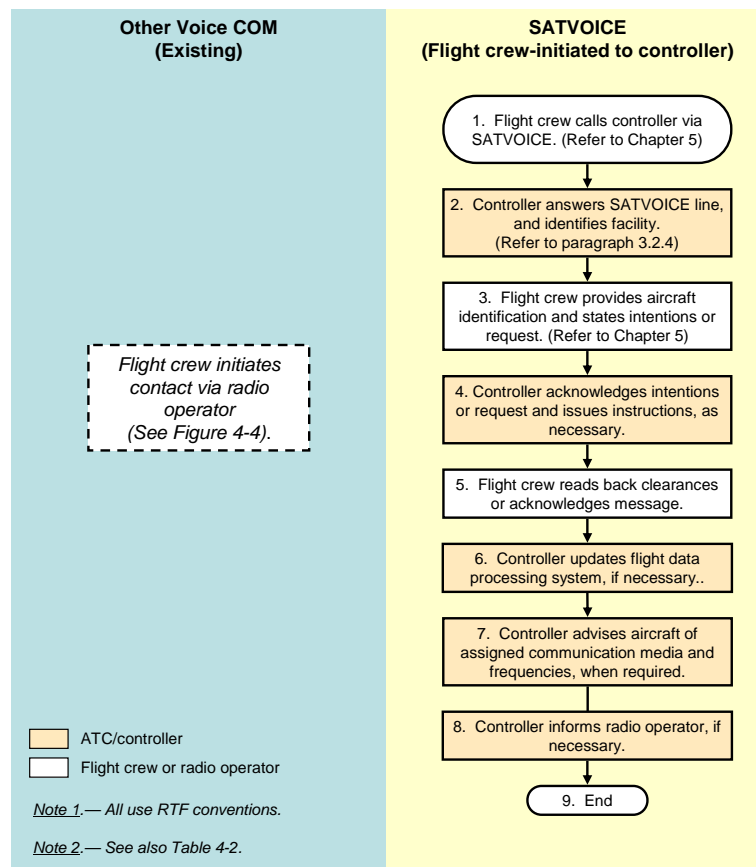 Other Voice COM
(Existing)
Flight crew initiates
contact via radio
operator
(See Figure 4-4).
ATC/controller
Flight crew or radio operator
Note 1.— All use RTF conventions.
Note 2.— See also Table 4-2.
SATVOICE
(Flight crew-initiated to controller)
1. Flight crew calls controller via
SATVOICE. (Refer to Chapter 5)
2. Controller answers SATVOICE line,
and identifies facility.
(Refer to paragraph 3.2.4)
3. Flight crew provides aircraft
identification and states intentions or
request. (Refer to Chapter 5)
4. Controller acknowledges intentions
or request and issues instructions, as
necessary.
5. Flight crew reads back clearances
or acknowledges message.
6. Controller updates flight data
processing system, if necessary..
7. Controller advises aircraft of
assigned communication media and
frequencies, when required.
8. Controller informs radio operator, if
necessary.
9. End